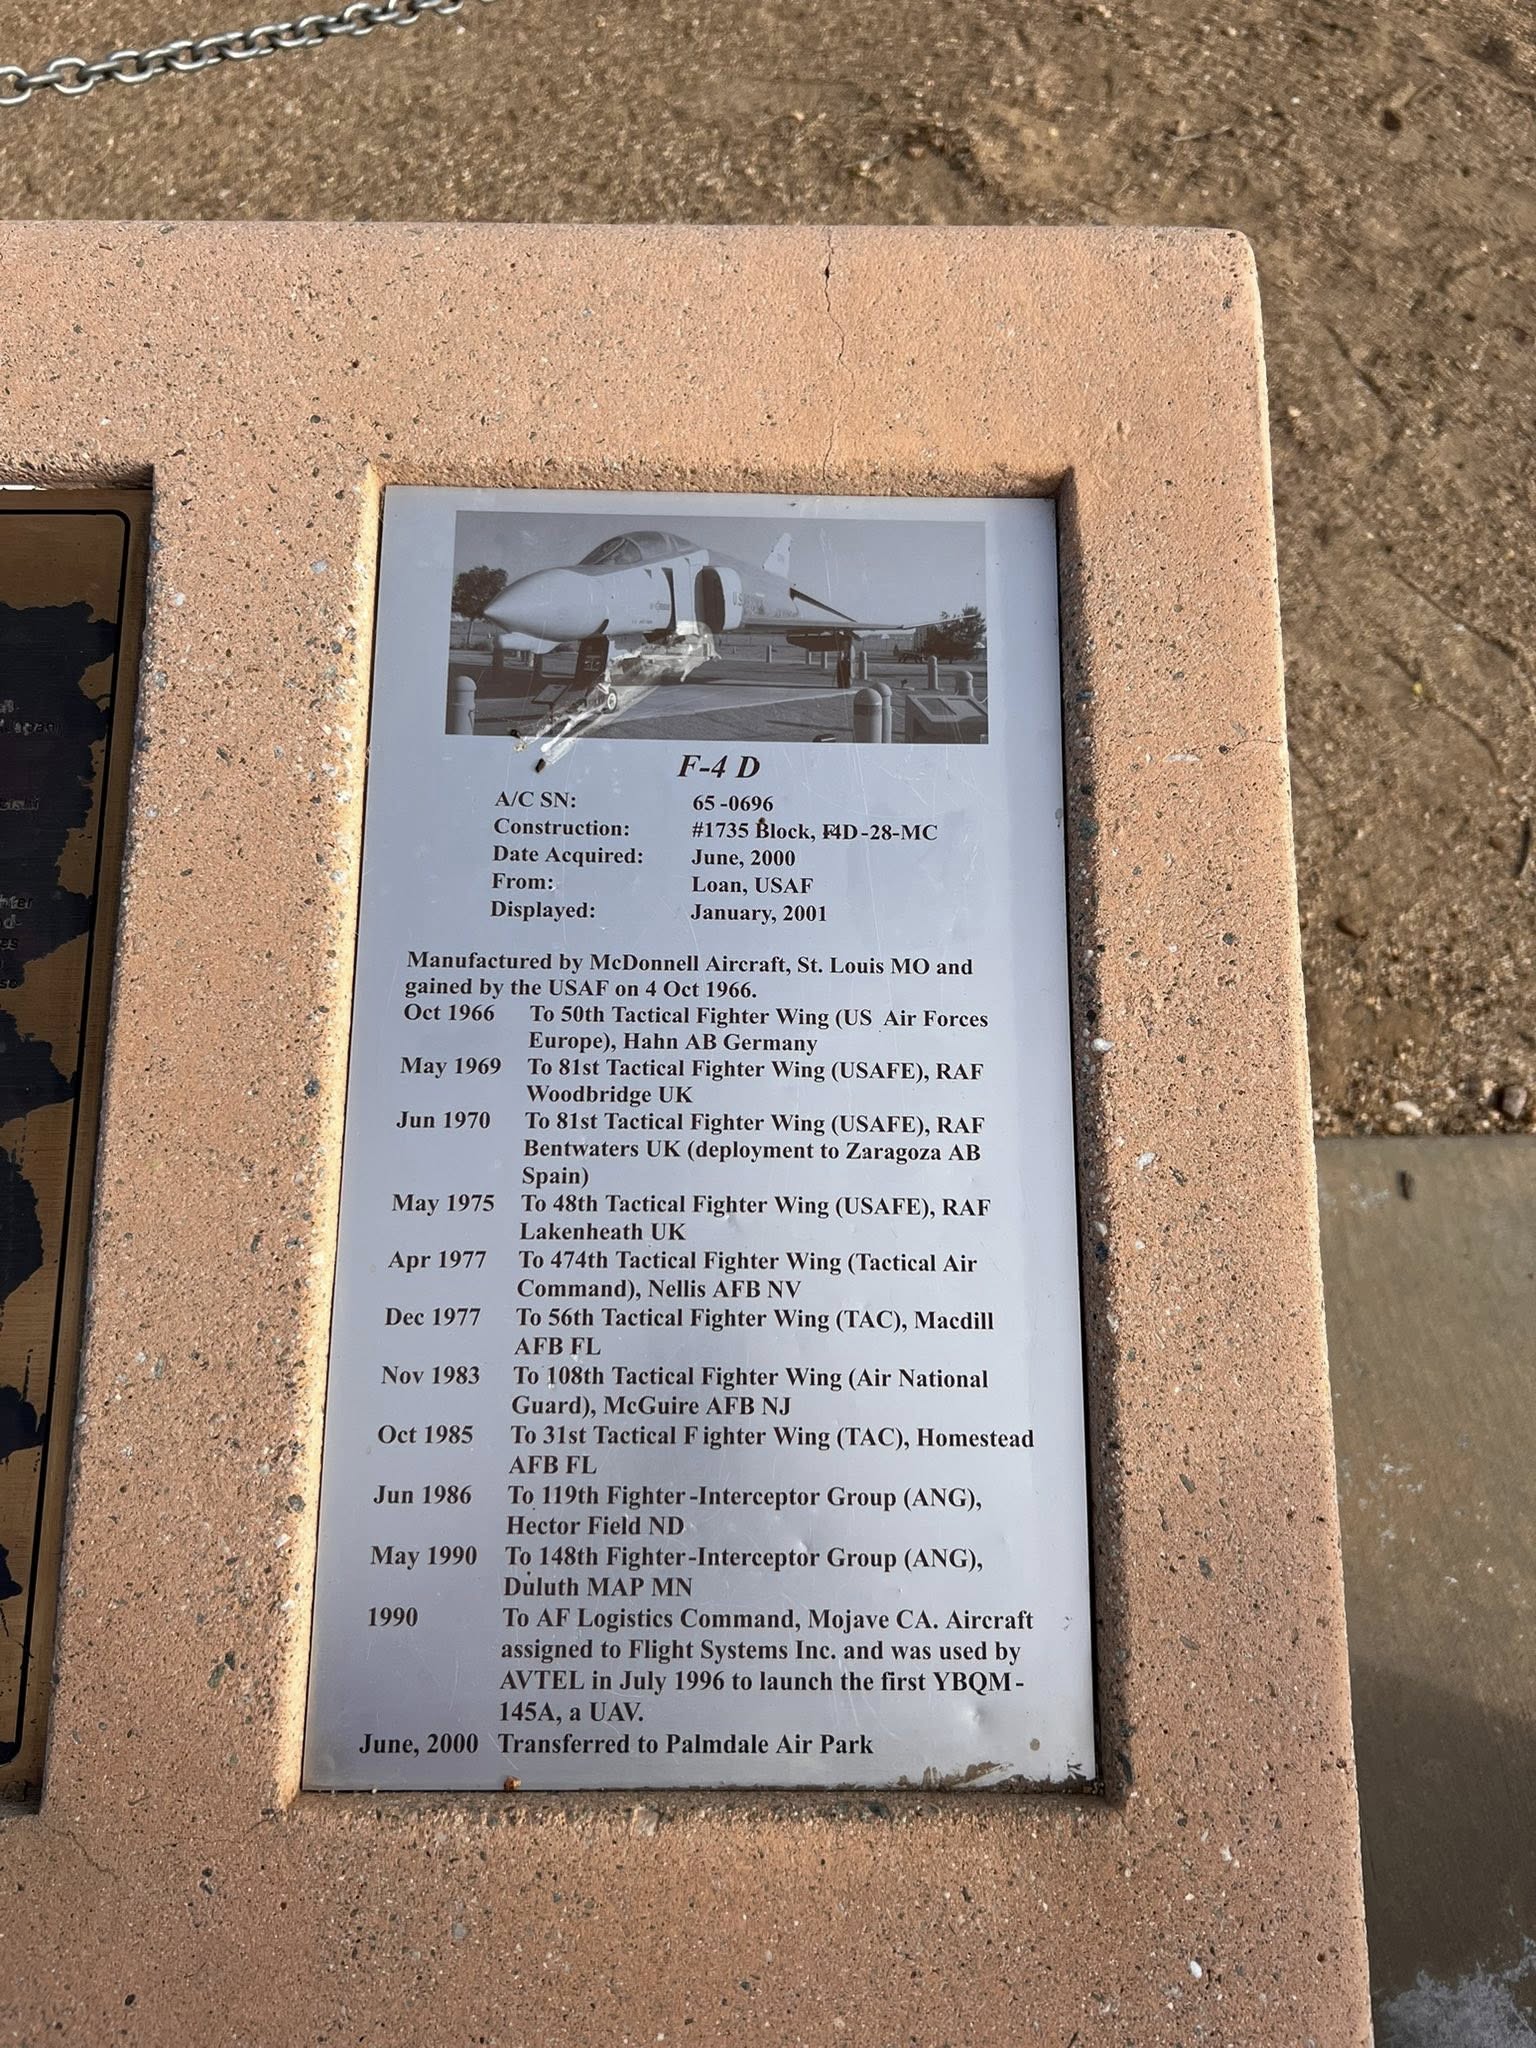 F-4 D
A/C SN: 65-0696
Construction: #1735 Block, F4D-28-MC
Date Acquired: June, 2000
From: Loan, USAF
Displayed: January, 2001
Manufactured by McDonnell Aircraft, St. Louis MO and
gained by the USAF on 4 Oct 1966.
Oct 1966 To 50th Tactical Fighter Wing (US Air Forces
Europe), Hahn AB Germany
May 1969 To 81st Tactical Fighter Wing (USAFE), RAF
Woodbridge UK
Jun 1970 To 81st Tactical Fighter Wing (USAFE), RAF
Bentwaters UK (deployment to Zaragoza AB
Spain)
May 1975 To 48th Tactical Fighter Wing (USAFE), RAF
Lakenheath UK
Apr 1977 To 474th Tactical Fighter Wing (Tactical Air
Command), Nellis AFB NV
Dec 1977 To 56th Tactical Fighter Wing (TAC), Macdill
AFB FL
Nov 1983 To 108th Tactical Fighter Wing (Air National
Guard), McGuire AFB NJ
Oct 1985 To 31st Tactical Fighter Wing (TAC), Homestead
AFB FL
Jun 1986 To 119th Fighter-Interceptor Group (ANG),
Hector Field ND
May 1990 To 148th Fighter-Interceptor Group (ANG),
Duluth MAP MN
1990 To AF Logistics Command, Mojave CA. Aircraft
assigned to Flight Systems Inc. and was used by
AVTEL in July 1996 to launch the first YBQM-
145A, a UAV.
June, 2000 Transferred to Palmdale Air Park